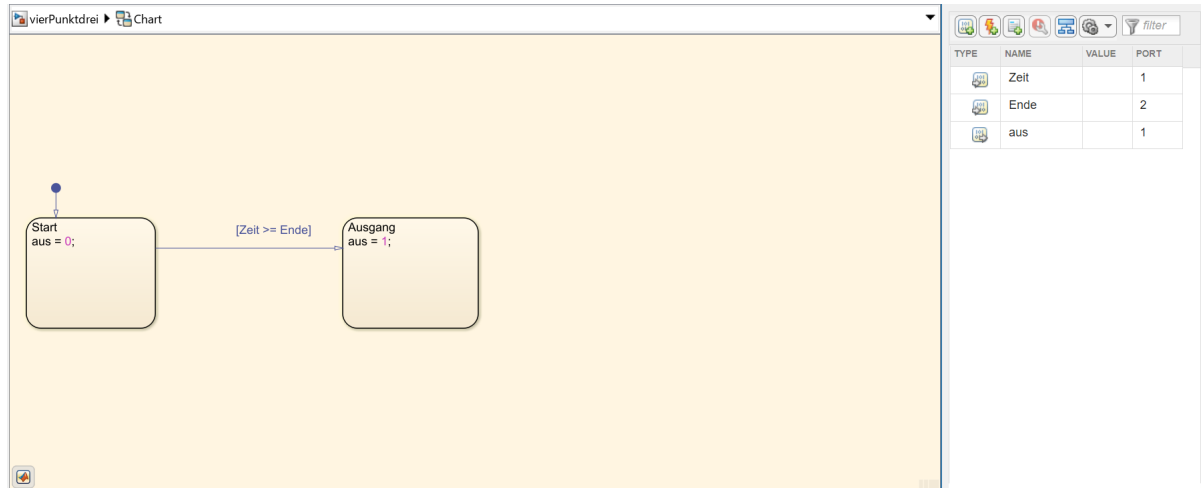 vierPunktdrei Chart
[Zeit >= Ende]
Start
aus = 0;
Ausgang
aus = 1;
filter
TYPE NAME VALUE PORT
Zeit 1
Ende 2
aus 1